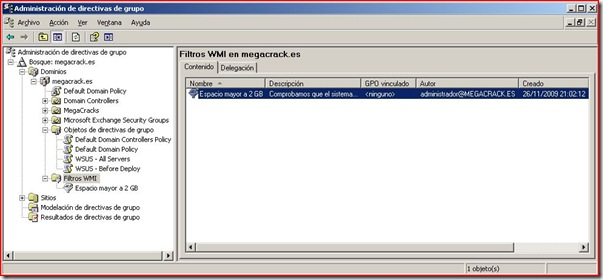 Administración de directivas de grupo
Archivo Acción Ver Ventana Ayuda
Administración de directivas de grupo
Bosque: megacrack.es
Dominios
megacrack.es
Default Domain Policy
Domain Controllers
MegaCracks
Microsoft Exchange Security Groups
Objetos de directivas de grupo
Default Domain Controllers Policy
Default Domain Policy
WSUS - All Servers
WSUS - Before Deploy
Filtros WMI
Espacio mayor a 2 GB
Sitios
Modelación de directivas de grupo
Resultados de directivas de grupo
Filtros WMI en megacrack.es
Contenido Delegación
Nombre Descripción GPO vinculado Autor Creado
Espacio mayor a 2 GB Comprobamos que el sistema... <ninguno> administrador@MEGACRACK.ES 26/11/2009 21:02:12
1 objeto(s)